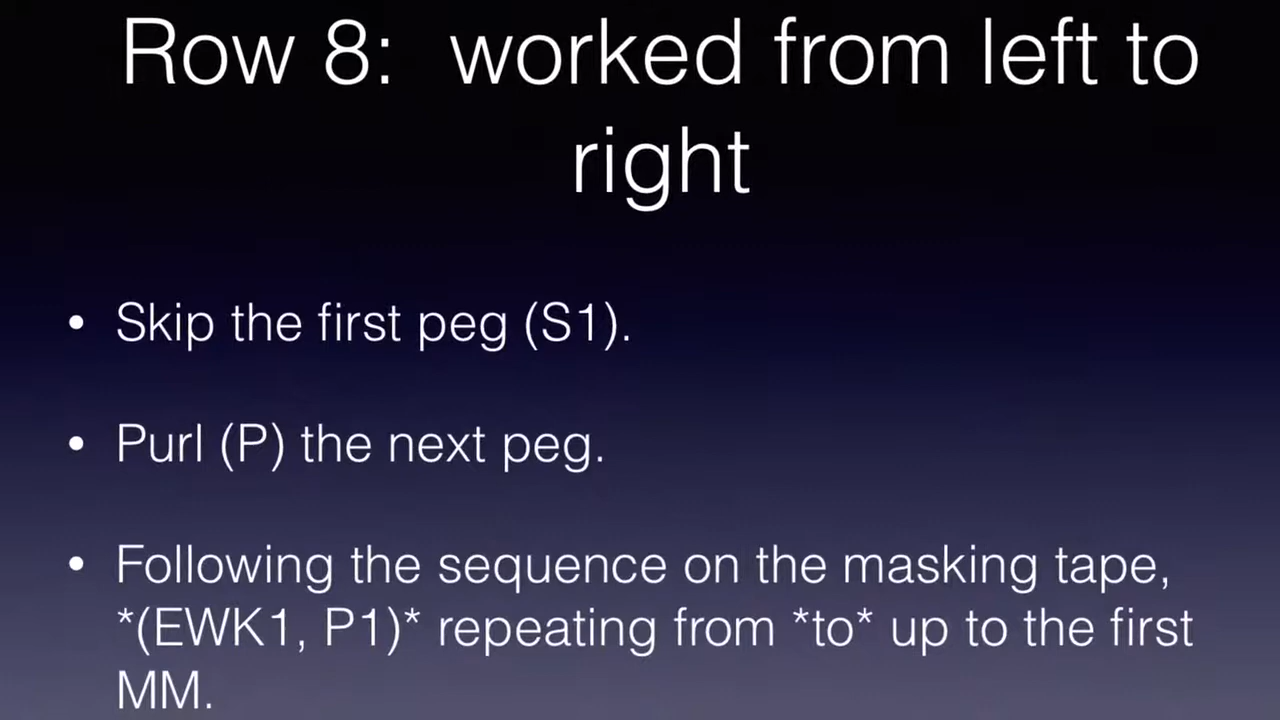 Row 8: worked from left to
right
• Skip the first peg (S1).
• Purl (P) the next peg.
• Following the sequence on the masking tape,
*(EWK1, P1)* repeating from *to* up to the first
MM.